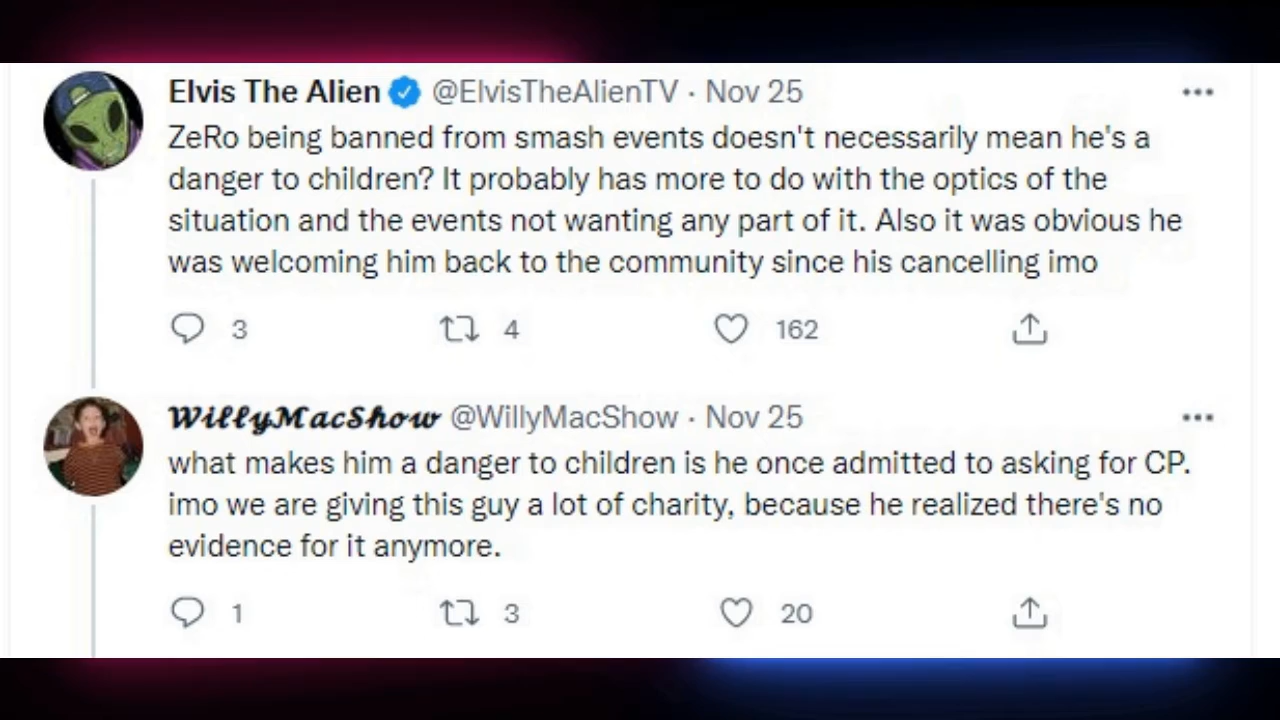 Elvis The Alien @ElvisTheAlienTV · Nov 25
ZeRo being banned from smash events doesn't necessarily mean he's a
danger to children? It probably has more to do with the optics of the
situation and the events not wanting any part of it. Also it was obvious he
was welcoming him back to the community since his cancelling imo
3 4 162
𝓦𝓲𝓵𝓵𝔂𝓜𝓪𝓬𝓢𝓱𝓸𝔀 @WillyMacShow · Nov 25
what makes him a danger to children is he once admitted to asking for CP.
imo we are giving this guy a lot of charity, because he realized there's no
evidence for it anymore.
1 3 20